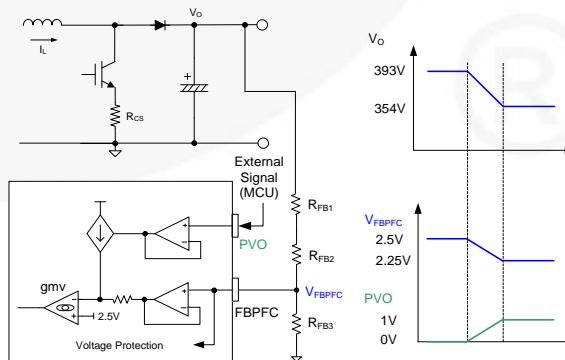 V_O
I_L
R_CS
+
External
Signal
(MCU)
PVO
+
-
gmv
-
+
2.5V
+
-
FBPFC
V_FBPFC
Voltage Protection
R_FB1
R_FB2
R_FB3
V_O
393V
354V
V_FBPFC
2.5V
2.25V
PVO
1V
0V
®